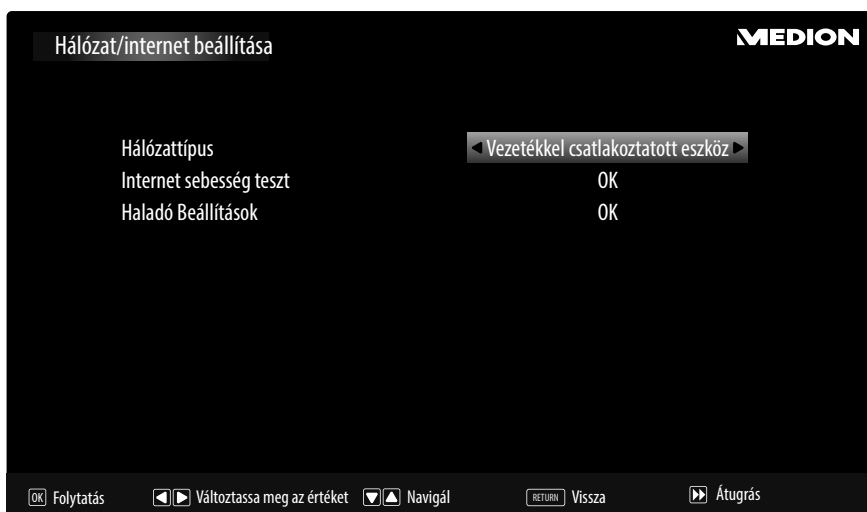 Hálózat/internet beállítása
MEDION
Hálózattípus Vezetékkel csatlakoztatott eszköz
Internet sebesség teszt OK
Haladó Beállítások OK
OK Folytatás Változtassa meg az értéket Navigál RETURN Vissza Átugrás